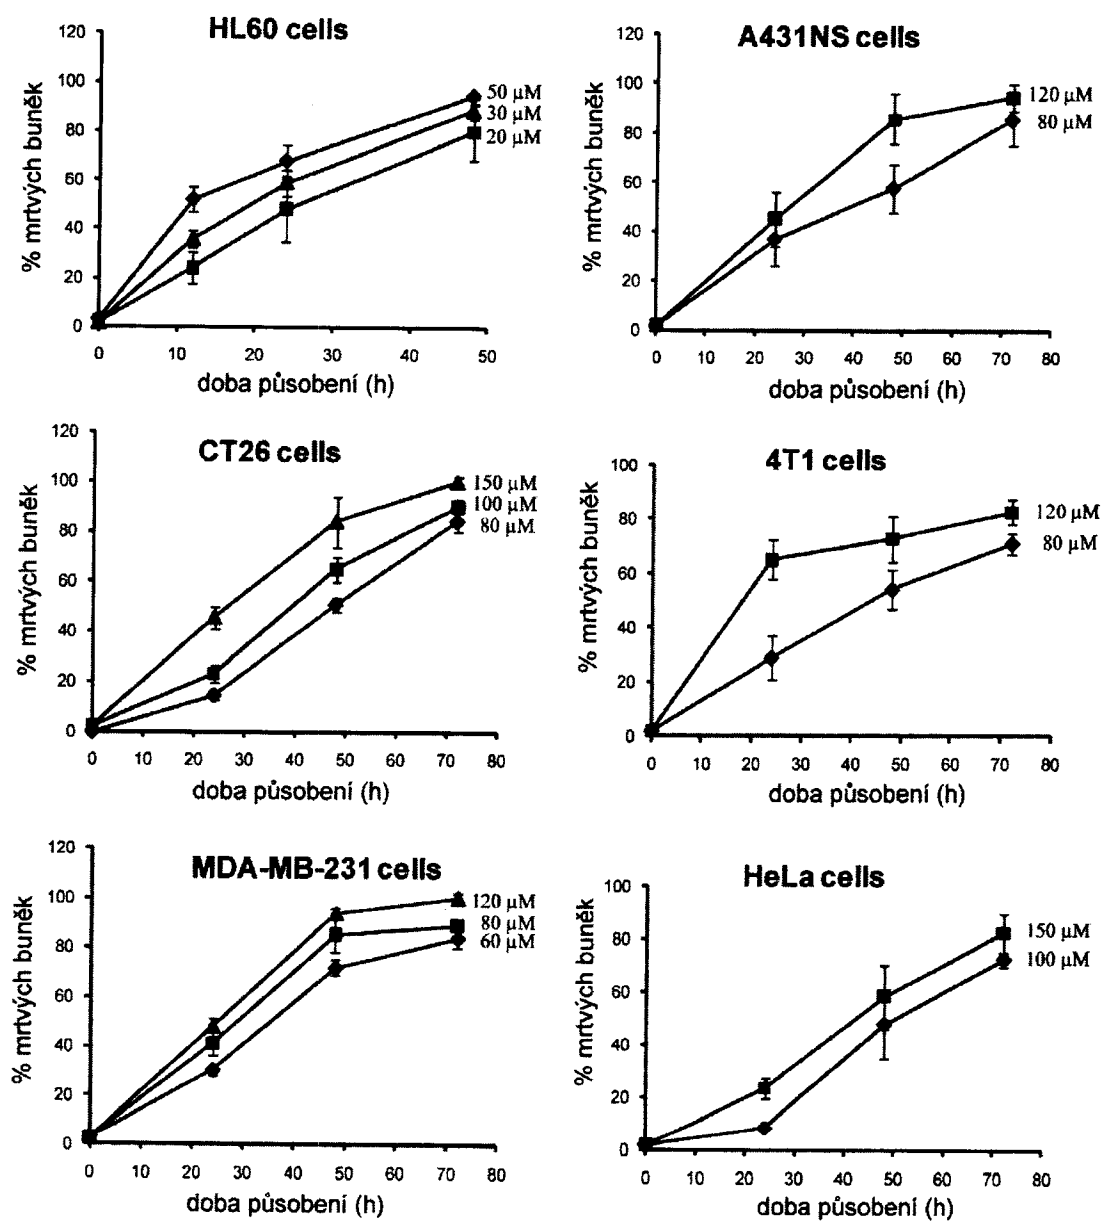 HL60 cells
% mrtvých buněk
120
100
80
60
40
20
0
50 µM
30 µM
20 µM
0 10 20 30 40 50
doba působení (h)
A431NS cells
% mrtvých buněk
120
100
80
60
40
20
0
120 µM
80 µM
0 10 20 30 40 50 60 70 80
doba působení (h)
CT26 cells
% mrtvých buněk
120
100
80
60
40
20
0
150 µM
100 µM
80 µM
0 10 20 30 40 50 60 70 80
doba působení (h)
4T1 cells
% mrtvých buněk
100
80
60
40
20
0
120 µM
80 µM
0 10 20 30 40 50 60 70 80
doba působení (h)
MDA-MB-231 cells
% mrtvých buněk
120
100
80
60
40
20
0
120 µM
80 µM
60 µM
0 10 20 30 40 50 60 70 80
doba působení (h)
HeLa cells
% mrtvých buněk
100
80
60
40
20
0
150 µM
100 µM
0 10 20 30 40 50 60 70 80
doba působení (h)